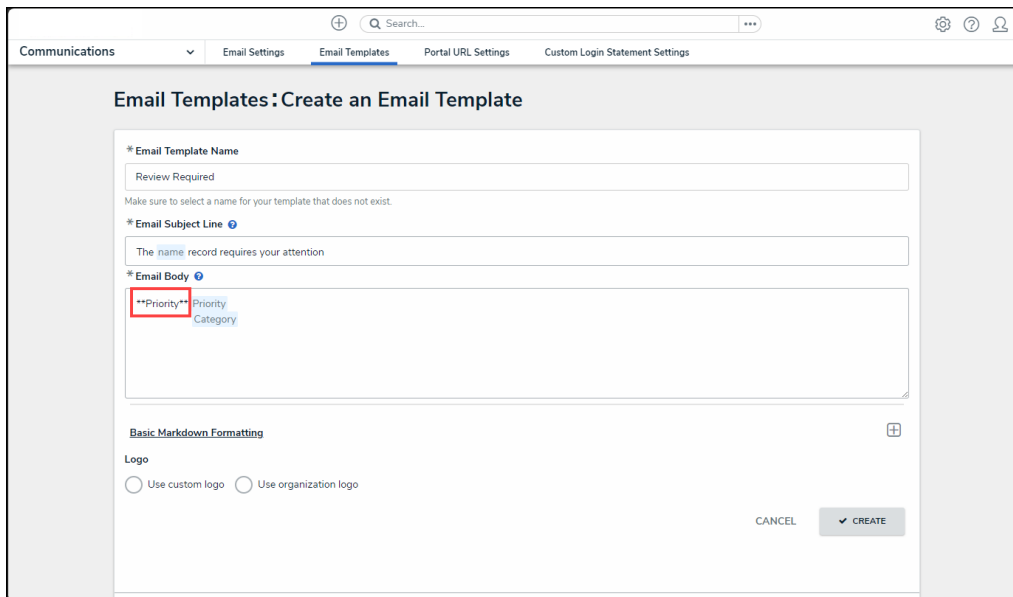 Search...
Communications Email Settings Email Templates Portal URL Settings Custom Login Statement Settings
Email Templates: Create an Email Template
* Email Template Name
Review Required
Make sure to select a name for your template that does not exist.
* Email Subject Line ?
The name record requires your attention
* Email Body ?
**Priority** Priority
Category
Basic Markdown Formatting
Logo
Use custom logo Use organization logo
CANCEL CREATE